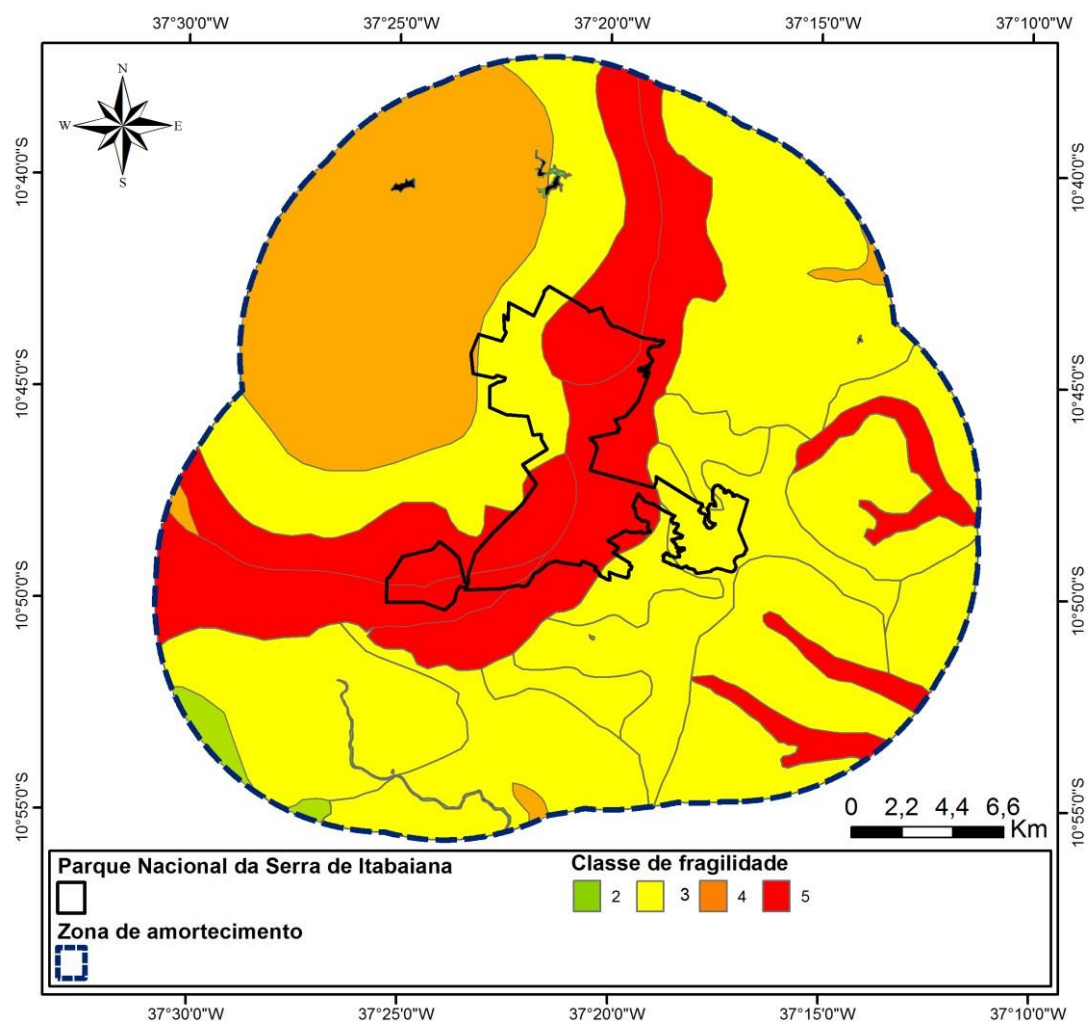 37°30'0"W 37°25'0"W 37°20'0"W 37°15'0"W 37°10'0"W
N
W E
S
10°40'0"S 10°40'0"S
10°45'0"S 10°45'0"S
10°50'0"S 10°50'0"S
10°55'0"S 10°55'0"S
0 2,2 4,4 6,6
Km
Parque Nacional da Serra de Itabaiana
Classe de fragilidade
2 3 4 5
Zona de amortecimento
37°30'0"W 37°25'0"W 37°20'0"W 37°15'0"W 37°10'0"W